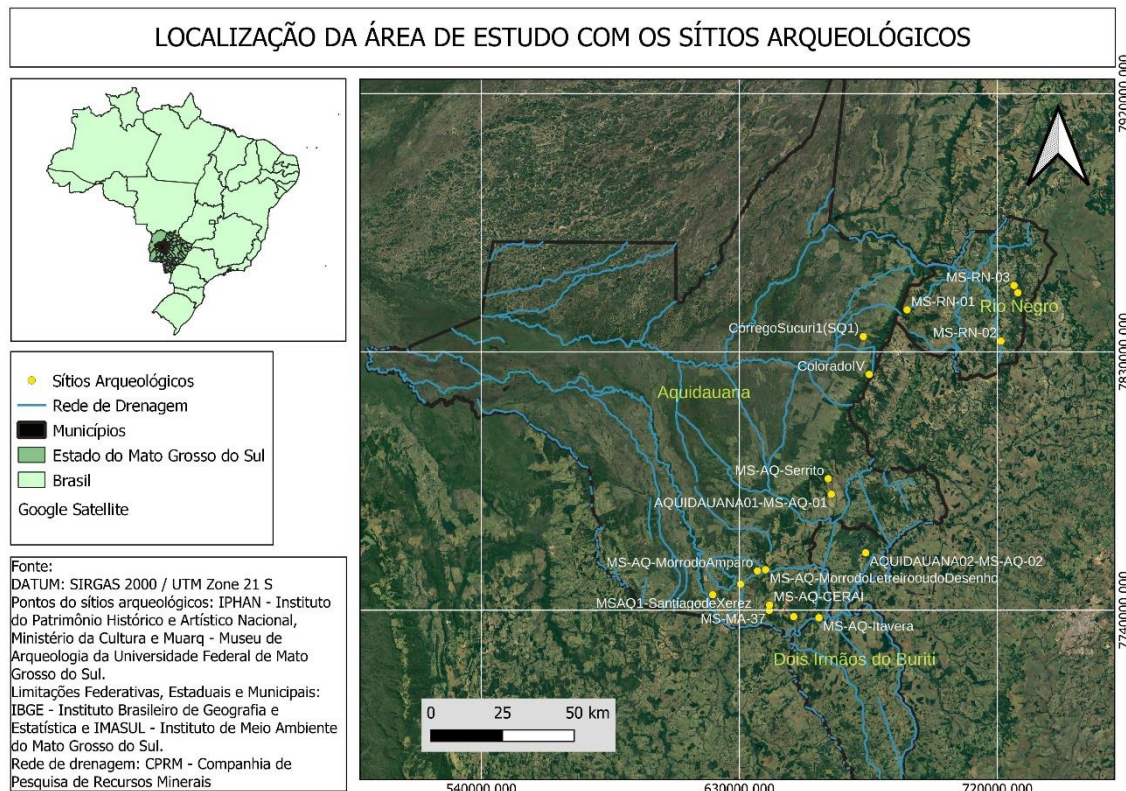 LOCALIZAÇÃO DA ÁREA DE ESTUDO COM OS SÍTIOS ARQUEOLÓGICOS
Sítios Arqueológicos
Rede de Drenagem
Municípios
Estado do Mato Grosso do Sul
Brasil
Google Satellite
Fonte:
DATUM: SIRGAS 2000 / UTM Zone 21 S
Pontos do sítios arqueológicos: IPHAN - Instituto
do Patrimônio Histórico e Artístico Nacional,
Ministério da Cultura e Muarq - Museu de
Arqueologia da Universidade Federal de Mato
Grosso do Sul.
Limitações Federativas, Estaduais e Municipais:
IBGE - Instituto Brasileiro de Geografia e
Estatística e IMASUL - Instituto de Meio Ambiente
do Mato Grosso do Sul.
Rede de drenagem: CPRM - Companhia de
Pesquisa de Recursos Minerais
MS-RN-03
Rio Negro
MS-RN-01
CorregoSucuri1(SQ1)
MS-RN-02
ColoradoIV
Aquidauana
MS-AQ-Serrito
AQUIDAUANA01-MS-AQ-01
AQUIDAUANA02-MS-AQ-02
MS-AQ-MorrodoAmparo
MS-AQ-MorrodoLetreirooudoDesenho
MS-AQ-CERAI
MSAQ1-SantiagodeXerez
MS-MA-37
MS-AQ-Itavera
Dois Irmãos do Buriti
0 25 50 km
7920000.000
7830000.000
7740000.000
540000.000
630000.000
720000.000